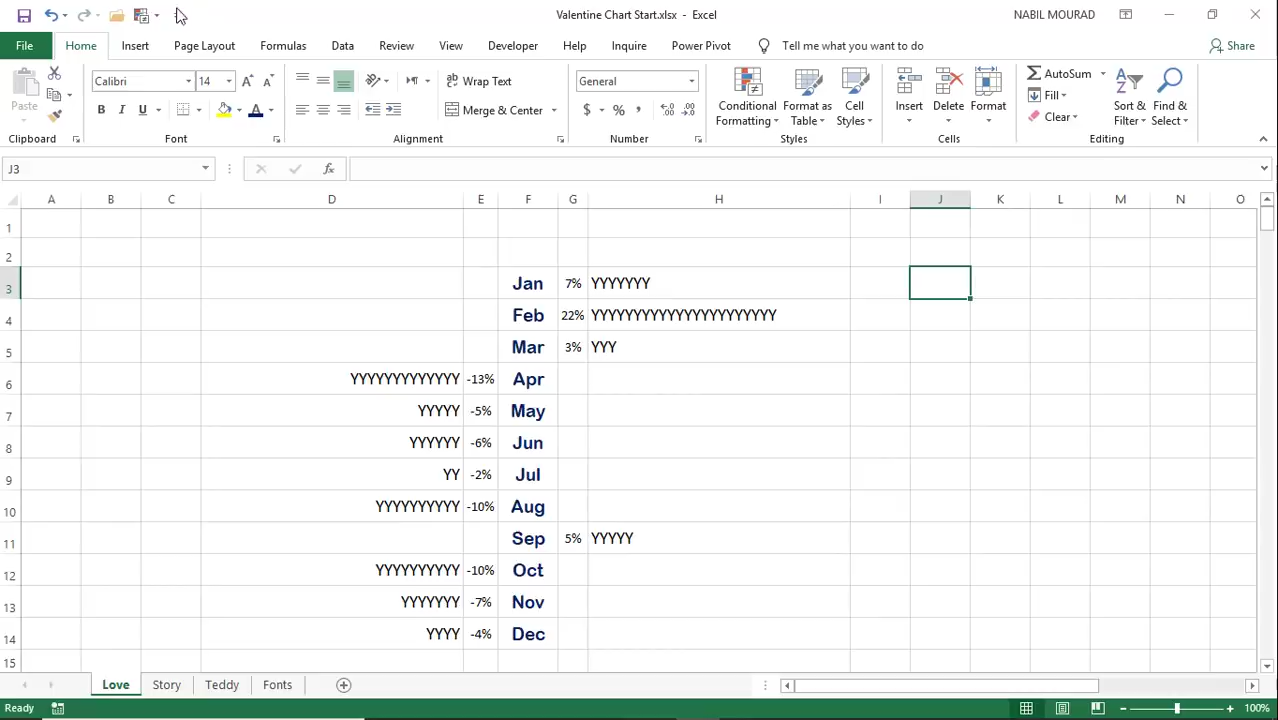 Valentine Chart Start.xlsx - Excel
NABIL MOURAD
File Home Insert Page Layout Formulas Data Review View Developer Help Inquire Power Pivot Tell me what you want to do Share
Paste
Calibri 14
Wrap Text
General
Merge & Center
Conditional Formatting
Format as Table
Cell Styles
Insert
Delete
Format
AutoSum
Fill
Clear
Sort & Filter
Find & Select
Clipboard Font Alignment Number Styles Cells Editing
J3
A B C D E F G H I J K L M N O
1
2
3 Jan 7% YYYYYYY
4 Feb 22% YYYYYYYYYYYYYYYYYYYYYY
5 Mar 3% YYY
6 YYYYYYYYYYYYY -13% Apr
7 YYYYY -5% May
8 YYYYYY -6% Jun
9 YY -2% Jul
10 YYYYYYYYYY -10% Aug
11 Sep 5% YYYYY
12 YYYYYYYYYY -10% Oct
13 YYYYYYY -7% Nov
14 YYYY -4% Dec
15
Love Story Teddy Fonts
Ready
100%